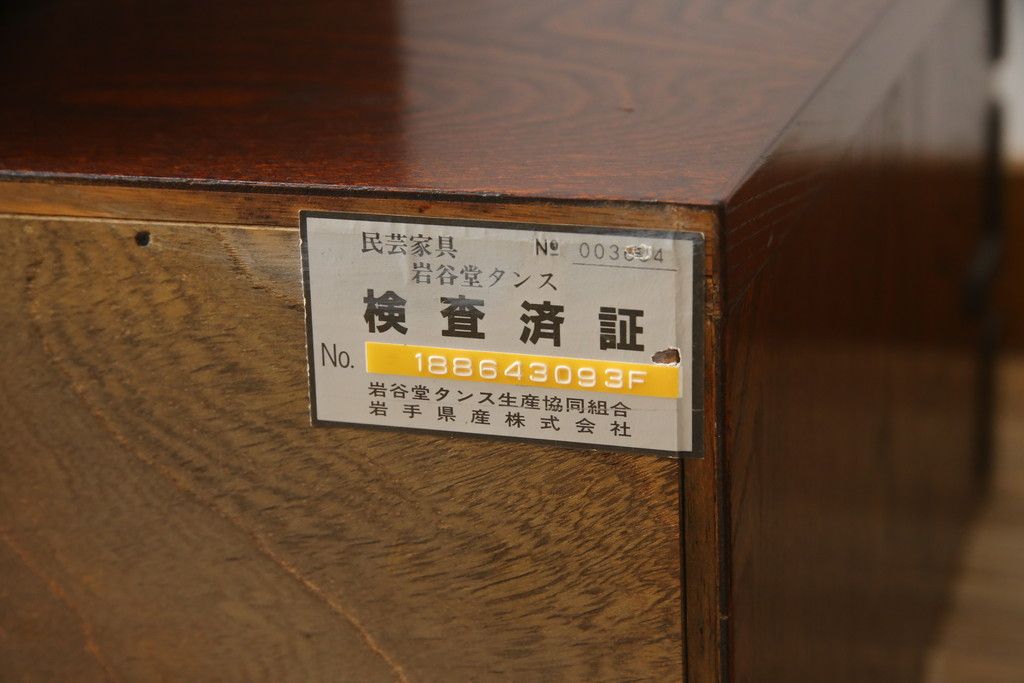 民芸家具 № 003
岩谷堂タンス
検査済証
No. 188643093F
岩谷堂タンス生産協同組合
岩手県産株式会社